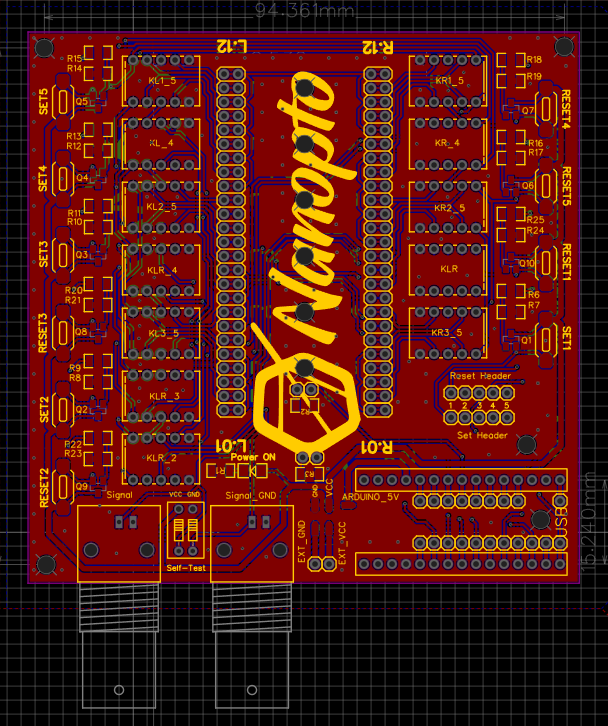 94.361mm
L.12
R.12
R15
R14
KL1_5
KR1_5
R18
R19
SET5
Q5
Q7
RESET4
R13
R12
KL_4
KR_4
R16
R17
SET4
Q4
Q6
RESET5
Nanopto
R11
R10
KL2_5
KR2_5
R25
R24
SET3
Q3
KLR_4
KLR
Q10
RESET1
R20
R21
R6
R7
RESET3
Q8
KL3_5
KR3_5
Q1
SET1
R9
R8
KLR_3
Reset Header
1 2 3 4 5
Set Header
SET2
Q2
R2
R22
R23
KLR_2
L.01
R.01
Power ON
R1
R3
RESET2
Q9
Signal
VCC GND
Signal_GND
GND
VCC
ARDUINO_5V
USB
15.240mm
EXT_GND
EXT_VCC
Self-Test